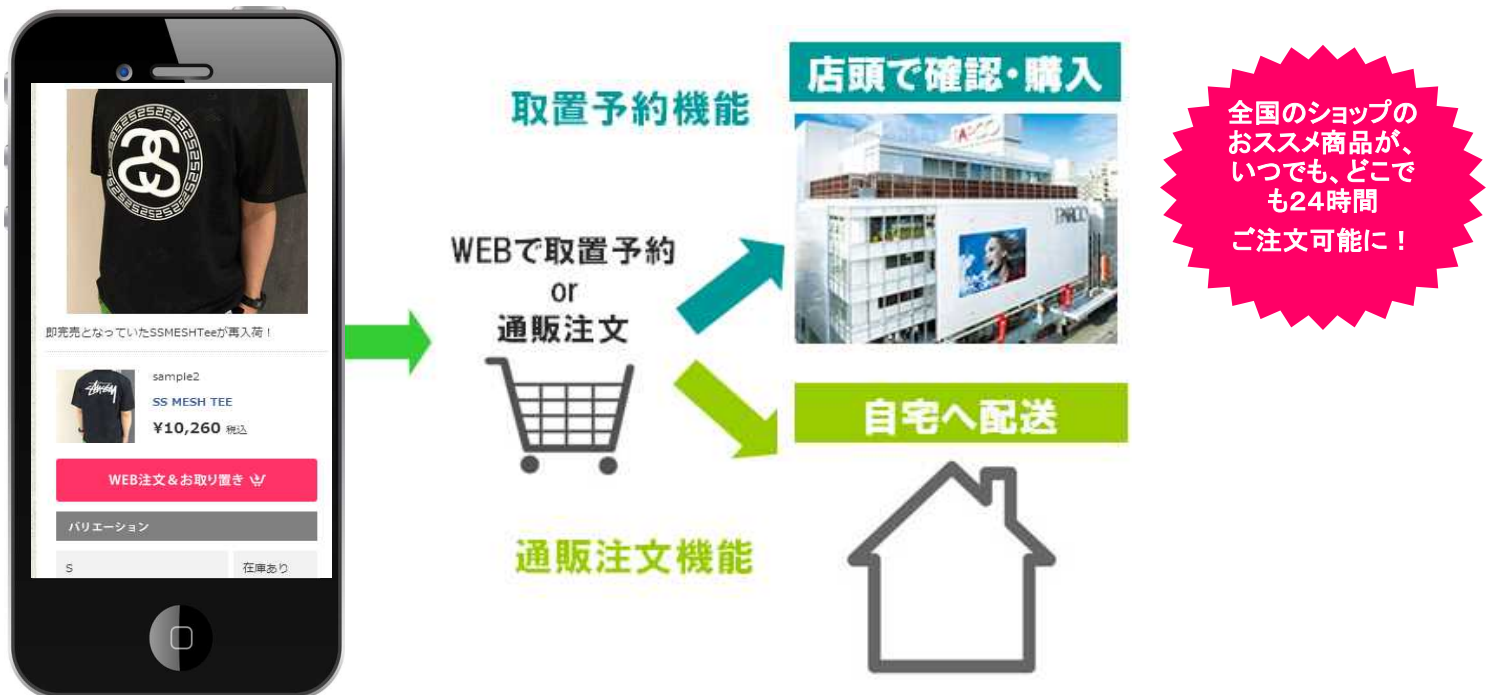 即完売となっていたSSMESHTeeが再入荷！
sample2
SS MESH TEE
¥10,260 税込
WEB注文＆お取り置き
バリエーション
S
在庫あり
取置予約機能
WEBで取置予約
or
通販注文
通販注文機能
店頭で確認・購入
PARCO
PARCO
自宅へ配送
全国のショップの
おススメ商品が、
いつでも、どこで
も24時間
ご注文可能に！